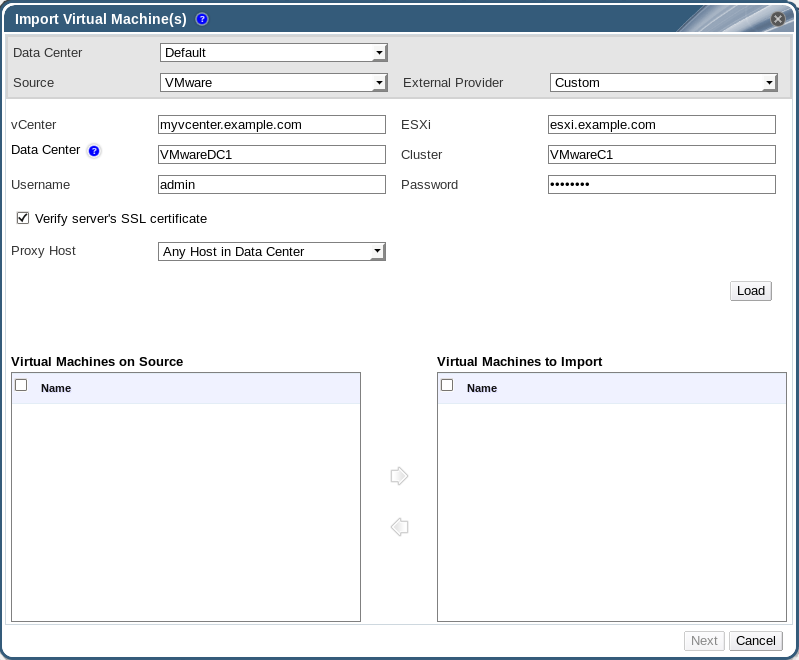 Import Virtual Machine(s) ?
Data Center Default
Source VMware External Provider Custom
vCenter myvcenter.example.com ESXi esxi.example.com
Data Center ? VMwareDC1 Cluster VMwareC1
Username admin Password ••••••••
Verify server's SSL certificate
Proxy Host Any Host in Data Center
Load
Virtual Machines on Source Virtual Machines to Import
Name Name
Next Cancel